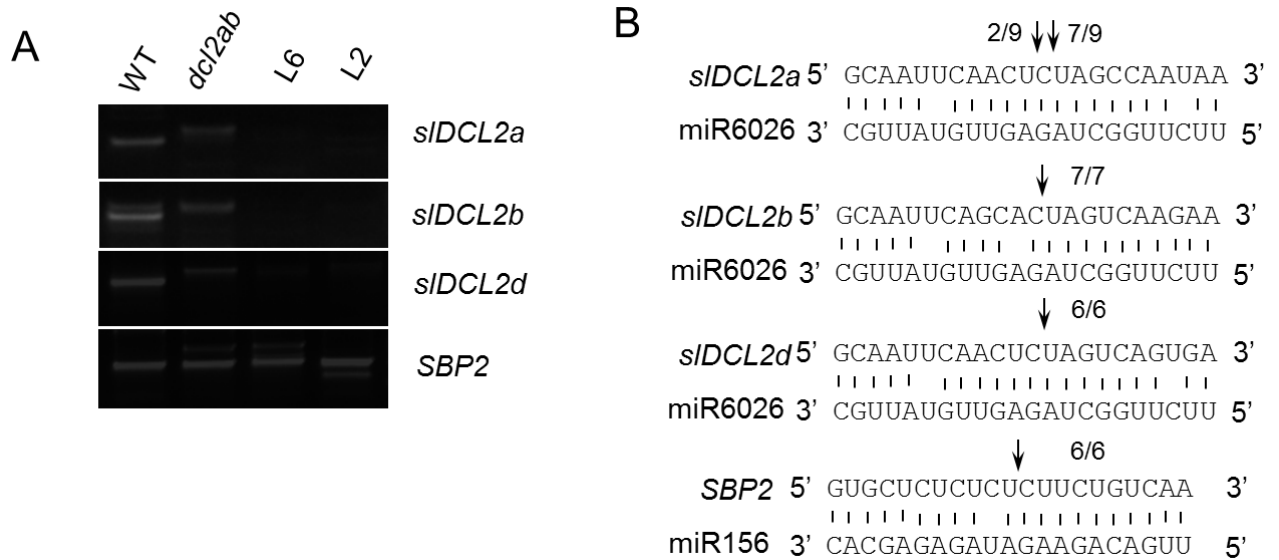 A
WT
dcl2ab
L6
L2
slDCL2a
slDCL2b
slDCL2d
SBP2
B
2/9 7/9
slDCL2a 5’ GCAAUUCAACUCUAGCCAAUAA 3’
miR6026 3’ CGUUAUGUUGAGAUCGGUUCUU 5’
7/7
slDCL2b 5’ GCAAUUCAGCACUAGUCAAGAA 3’
miR6026 3’ CGUUAUGUUGAGAUCGGUUCUU 5’
6/6
slDCL2d 5’ GCAAUUCAACUCUAGUCAGUGA 3’
miR6026 3’ CGUUAUGUUGAGAUCGGUUCUU 5’
6/6
SBP2 5’ GUGCUCUCUCUCUUCUGUCAA 3’
miR156 3’ CACGAGAGAUAGAAGACAGUU 5’